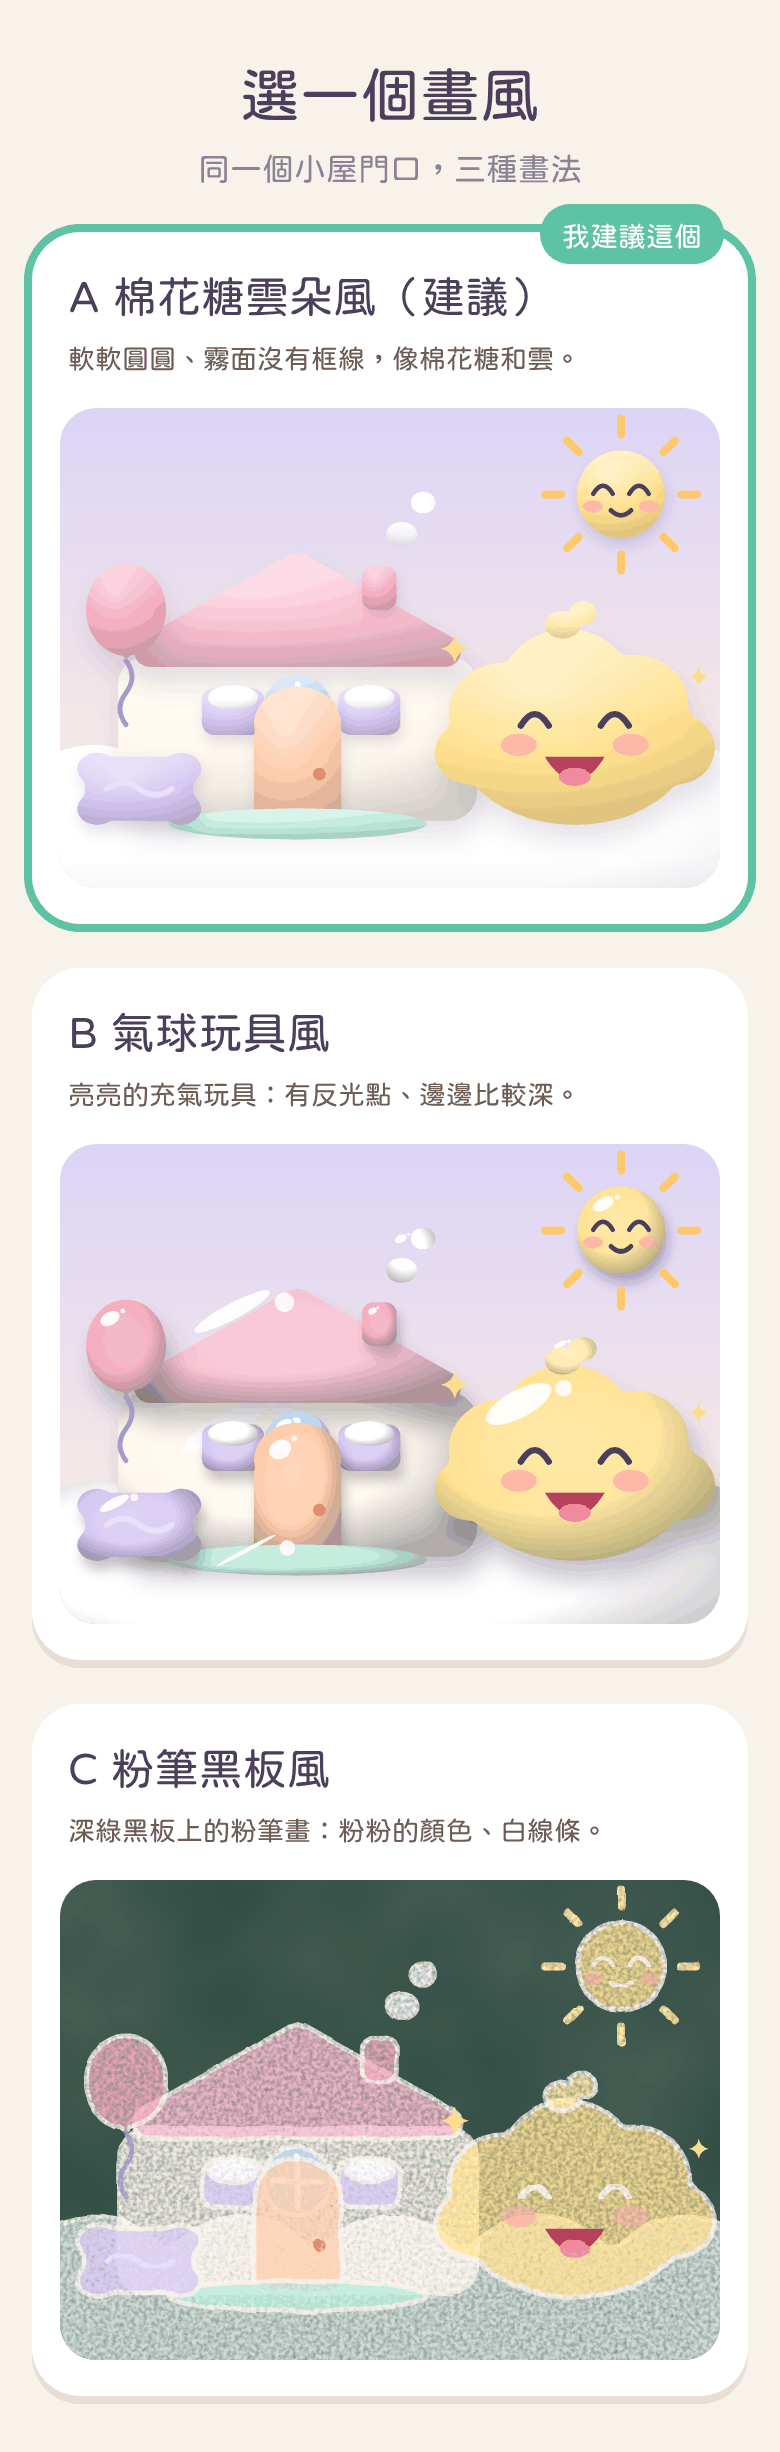 選一個畫風
同一個小屋門口，三種畫法
我建議這個
A 棉花糖雲朵風（建議）
軟軟圓圓、霧面沒有框線，像棉花糖和雲。
B 氣球玩具風
亮亮的充氣玩具：有反光點、邊邊比較深。
C 粉筆黑板風
深綠黑板上的粉筆畫：粉粉的顏色、白線條。